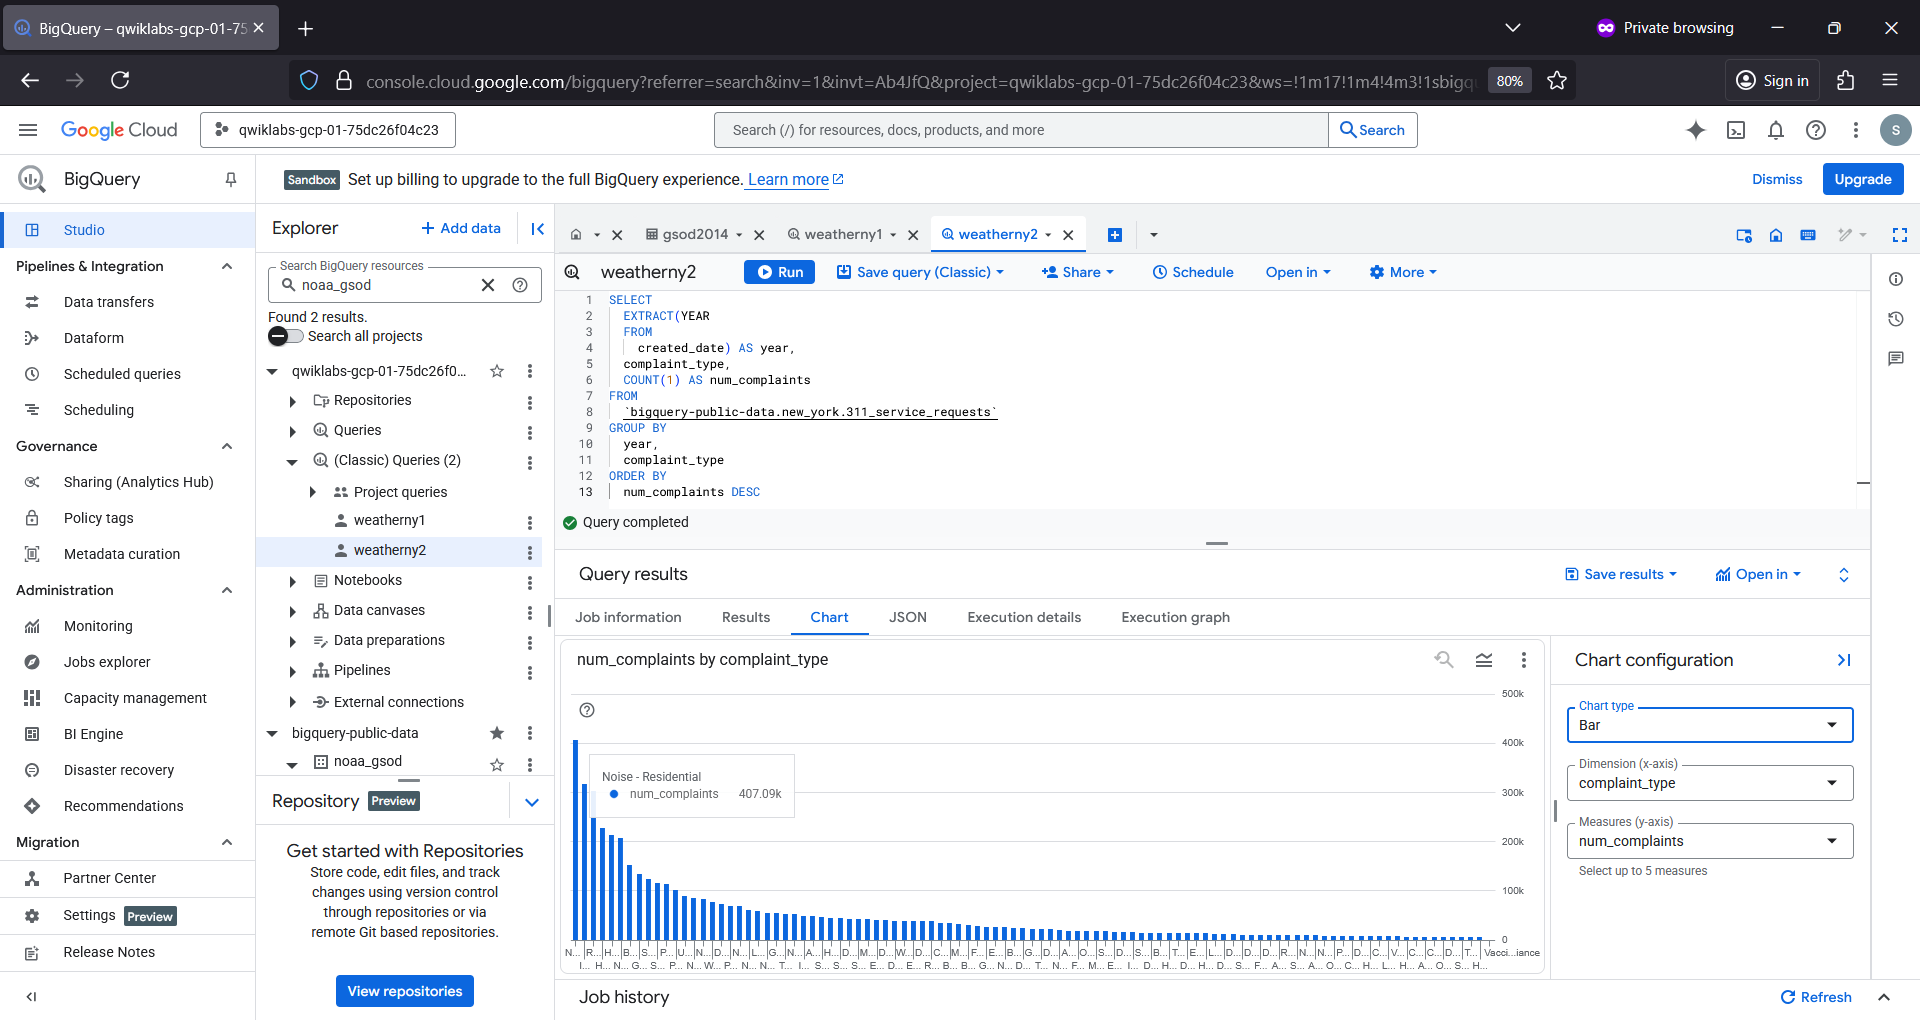 BigQuery – qwiklabs-gcp-01-75
Private browsing
console.cloud.google.com/bigquery?referrer=search&inv=1&invt=Ab4JfQ&project=qwiklabs-gcp-01-75dc26f04c23&ws=!1m17!1m4!4m3!1sbigqu
80%
Sign in
Google Cloud
qwiklabs-gcp-01-75dc26f04c23
Search (/) for resources, docs, products, and more
Search
S
BigQuery
Sandbox Set up billing to upgrade to the full BigQuery experience. Learn more
Dismiss
Upgrade
Studio
Pipelines & Integration
Data transfers
Dataform
Scheduled queries
Scheduling
Governance
Sharing (Analytics Hub)
Policy tags
Metadata curation
Administration
Monitoring
Jobs explorer
Capacity management
BI Engine
Disaster recovery
Recommendations
Migration
Partner Center
Settings Preview
Release Notes
Explorer
+ Add data
Search BigQuery resources
noaa_gsod
Found 2 results.
Search all projects
qwiklabs-gcp-01-75dc26f0...
Repositories
Queries
(Classic) Queries (2)
Project queries
weatherny1
weatherny2
Notebooks
Data canvases
Data preparations
Pipelines
External connections
bigquery-public-data
noaa_gsod
Repository Preview
Get started with Repositories
Store code, edit files, and track
changes using version control
through repositories or via
remote Git based repositories.
View repositories
gsod2014
weatherny1
weatherny2
weatherny2
Run
Save query (Classic)
Share
Schedule
Open in
More
1 SELECT
2 EXTRACT(YEAR
3 FROM
4 created_date) AS year,
5 complaint_type,
6 COUNT(1) AS num_complaints
7 FROM
8 `bigquery-public-data.new_york.311_service_requests`
9 GROUP BY
10 year,
11 complaint_type
12 ORDER BY
13 num_complaints DESC
Query completed
Query results
Save results
Open in
Job information
Results
Chart
JSON
Execution details
Execution graph
num_complaints by complaint_type
500k
400k
300k
200k
100k
0
Noise - Residential
num_complaints 407.09k
N... R... H... B... S... P... U... N... D... N... L... G... N... A... H... D... M... D... W... D... C... M... F... E... B... G... D... A... O... S... D... S... B... T... E... L... D... D... D... R... N... N... P... D... C... V... C... C... D... T... Vacci...iance
I... H... N... G... S... P... N... W... P... N... N... T... I... S... S... S... E... D... E... R... B... B... G... N... D... T... N... F... M... E... I... D... H... D... H... D... S... F... A... S... A... O... C... H... L... H... A... O... S... H...
Chart configuration
Chart type
Bar
Dimension (x-axis)
complaint_type
Measures (y-axis)
num_complaints
Select up to 5 measures
Job history
Refresh